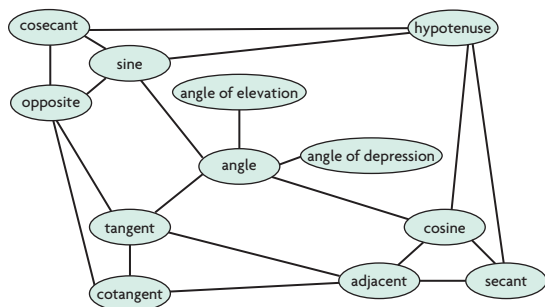 cosecant
hypotenuse
sine
angle of elevation
opposite
angle of depression
angle
tangent
cosine
cotangent
adjacent
secant